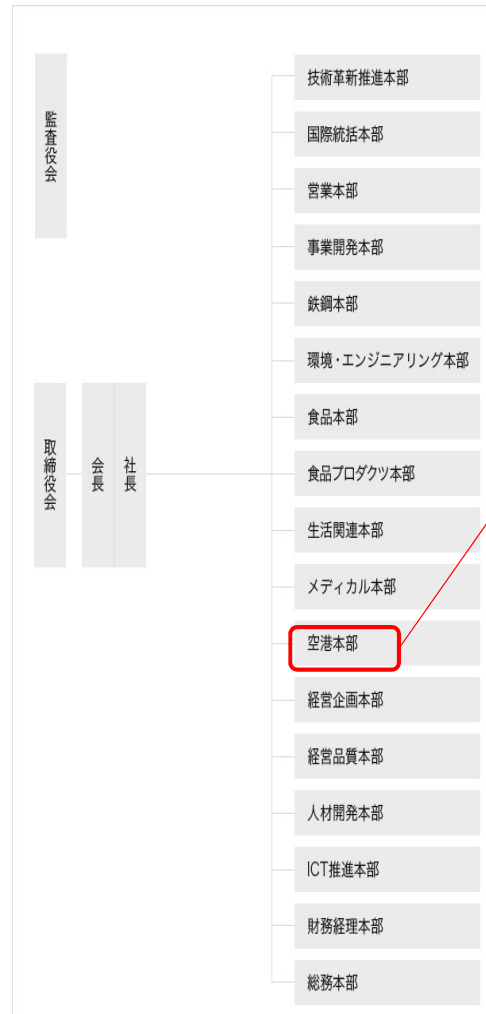 監査役会
取締役会
会長
社長
技術革新推進本部
国際統括本部
営業本部
事業開発本部
鉄鋼本部
環境・エンジニアリング本部
食品本部
食品プロダクツ本部
生活関連本部
メディカル本部
空港本部
経営企画本部
経営品質本部
人材開発本部
ICT推進本部
財務経理本部
総務本部